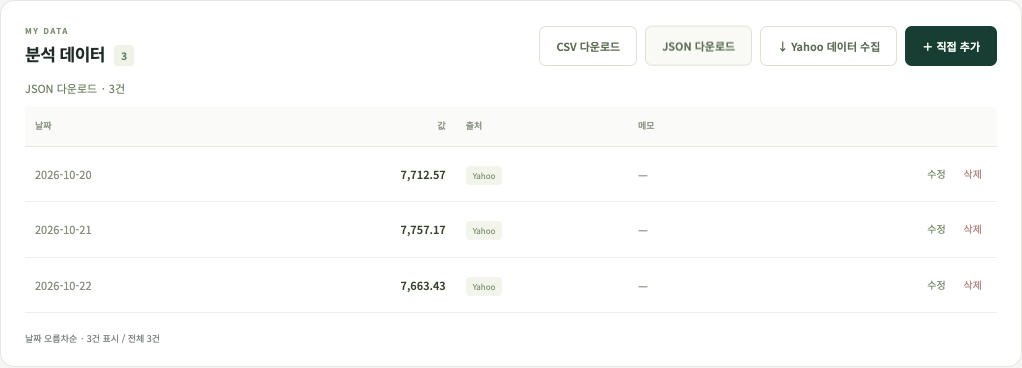 MY DATA
분석 데이터 3
CSV 다운로드 JSON 다운로드 ↓ Yahoo 데이터 수집 + 직접 추가
JSON 다운로드 · 3건
날짜 값 출처 메모
2026-10-20 7,712.57 Yahoo — 수정 삭제
2026-10-21 7,757.17 Yahoo — 수정 삭제
2026-10-22 7,663.43 Yahoo — 수정 삭제
날짜 오름차순 · 3건 표시 / 전체 3건